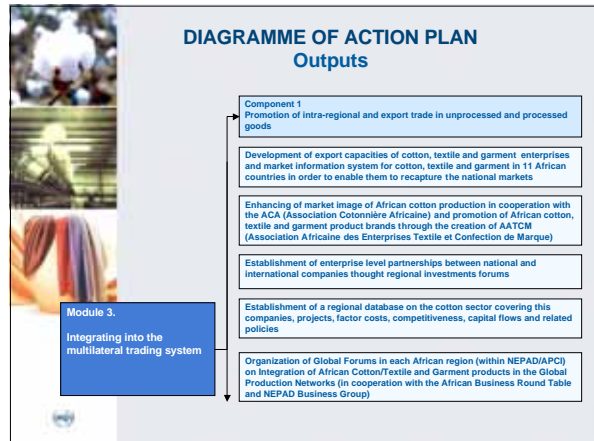 DIAGRAMME OF ACTION PLAN
Outputs
Component 1
Promotion of intra-regional and export trade in unprocessed and processed
goods
Development of export capacities of cotton, textile and garment enterprises
and market information system for cotton, textile and garment in 11 African
countries in order to enable them to recapture the national markets
Enhancing of market image of African cotton production in cooperation with
the ACA (Association Cotonnière Africaine) and promotion of African cotton,
textile and garment product brands through the creation of AATCM
(Association Africaine des Enterprises Textile et Confection de Marque)
Establishment of enterprise level partnerships between national and
international companies thought regional investments forums
Establishment of a regional database on the cotton sector covering this
companies, projects, factor costs, competitiveness, capital flows and related
policies
Organization of Global Forums in each African region (within NEPAD/APCI)
on Integration of African Cotton/Textile and Garment products in the Global
Production Networks (in cooperation with the African Business Round Table
and NEPAD Business Group)
Module 3.
Integrating into the
multilateral trading system